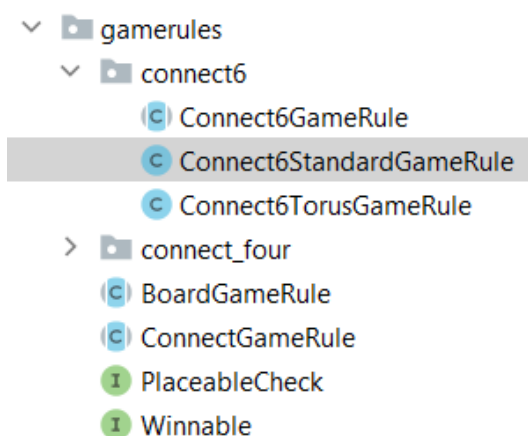 gamerules
connect6
Connect6GameRule
Connect6StandardGameRule
Connect6TorusGameRule
connect_four
BoardGameRule
ConnectGameRule
PlaceableCheck
Winnable